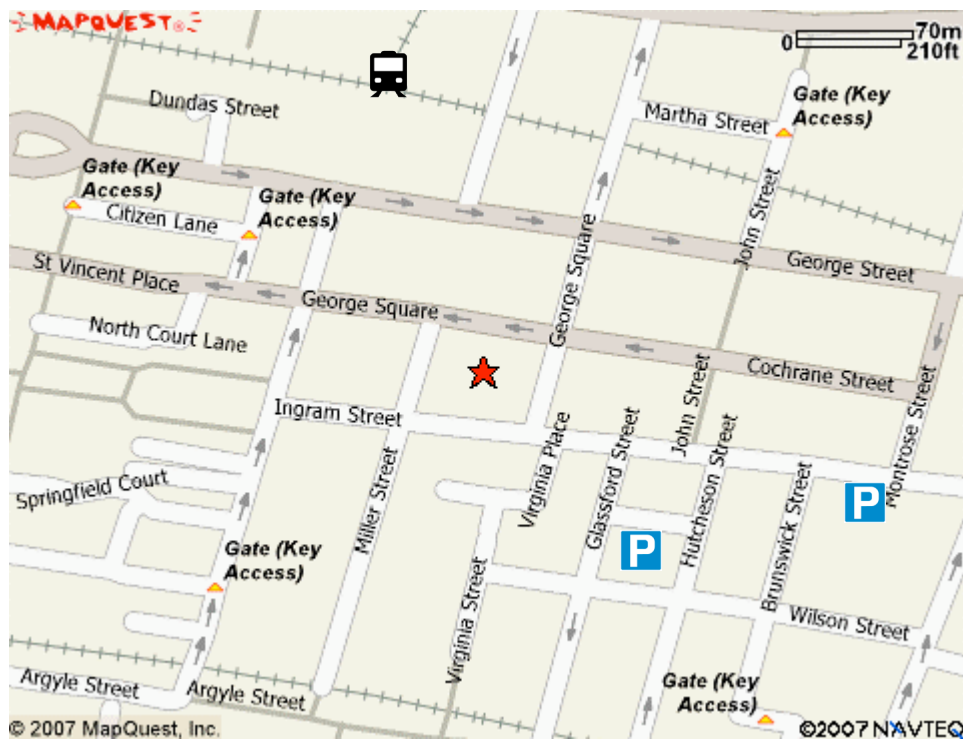 MAPQUEST
70m
0
210ft
Dundas Street
Gate (Key
Access)
Martha Street
Gate (Key
Access)
Gate (Key
Access)
Citizen Lane
John Street
George Square
George Street
St Vincent Place
George Square
North Court Lane
Cochrane Street
John Street
Montrose Street
Ingram Street
Virginia Place
Glassford Street
Hutcheson Street
Miller Street
Springfield Court
Brunswick Street
P
P
Gate (Key
Access)
Virginia Street
Wilson Street
Argyle Street
Argyle Street
Gate (Key
Access)
© 2007 MapQuest, Inc.
©2007 NAVTEQ